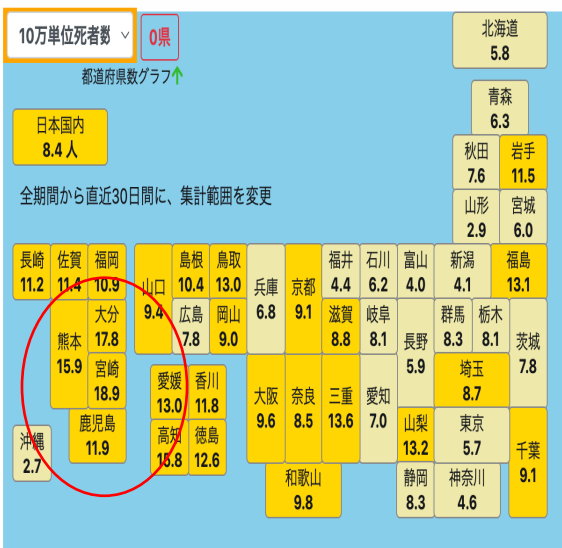 10万単位死者数
0県
都道府県数グラフ↑
日本国内
8.4 人
全期間から直近30日間に、集計範囲を変更
北海道
5.8
青森
6.3
秋田
7.6
岩手
11.5
山形
2.9
宮城
6.0
長崎
11.2
佐賀
11.4
福岡
10.9
山口
9.4
島根
10.4
鳥取
13.0
兵庫
6.8
京都
9.1
福井
4.4
石川
6.2
富山
4.0
新潟
4.1
福島
13.1
熊本
15.9
大分
17.8
広島
7.8
岡山
9.0
滋賀
8.8
岐阜
8.1
長野
5.9
群馬
8.3
栃木
8.1
茨城
7.8
宮崎
18.9
愛媛
13.0
香川
11.8
大阪
9.6
奈良
8.5
三重
13.6
愛知
7.0
埼玉
8.7
鹿児島
11.9
沖縄
2.7
高知
15.8
徳島
12.6
山梨
13.2
東京
5.7
千葉
9.1
和歌山
9.8
静岡
8.3
神奈川
4.6